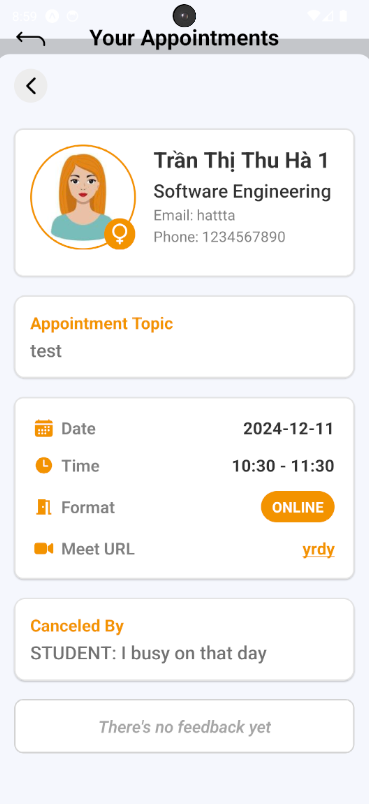 6:59
Your Appointments
Trần Thị Thu Hà 1
Software Engineering
Email: hattta
Phone: 1234567890
Appointment Topic
test
Date 2024-12-11
Time 10:30 - 11:30
Format ONLINE
Meet URL yrdy
Canceled By
STUDENT: I busy on that day
There's no feedback yet